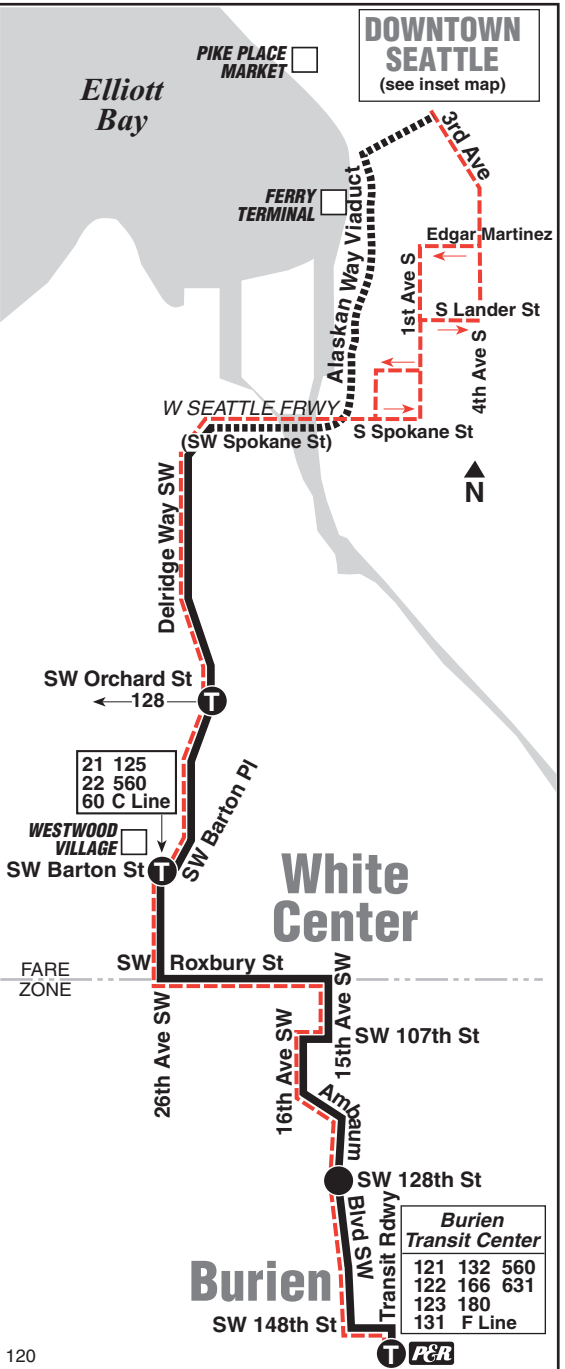 DOWNTOWN
SEATTLE
(see inset map)
PIKE PLACE
MARKET
Elliott
Bay
3rd Ave
FERRY
TERMINAL
Alaskan Way Viaduct
Edgar Martinez
1st Ave S
S Lander St
4th Ave S
W SEATTLE FRWY
(SW Spokane St)
S Spokane St
N
Delridge Way SW
SW Orchard St
128
T
21 125
22 560
60 C Line
SW Barton Pl
WESTWOOD
VILLAGE
SW Barton St
T
White
Center
SW Roxbury St
FARE
ZONE
26th Ave SW
16th Ave SW
15th Ave SW
SW 107th St
Ambaum
Blvd SW
SW 128th St
Transit Rdwy
Burien
Transit Center
121 132 560
122 166 631
123 180
131 F Line
Burien
SW 148th St
T P&R
120